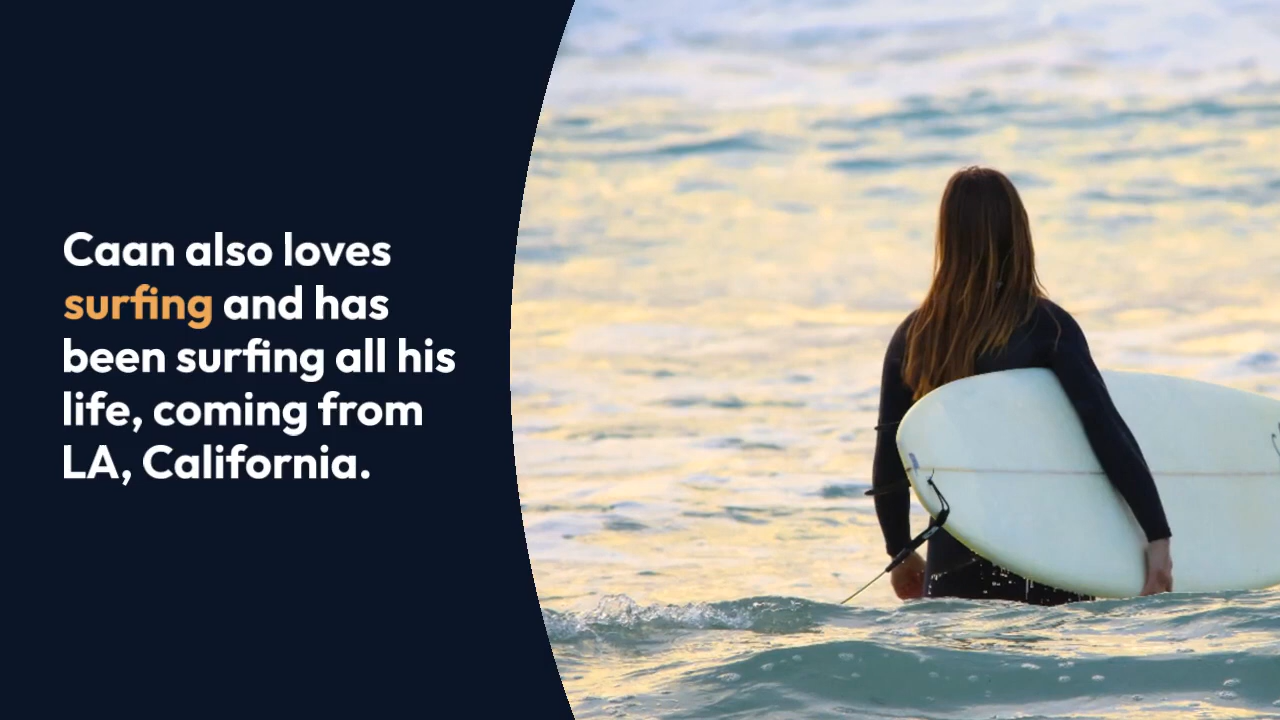 Caan also loves
surfing and has
been surfing all his
life, coming from
LA, California.